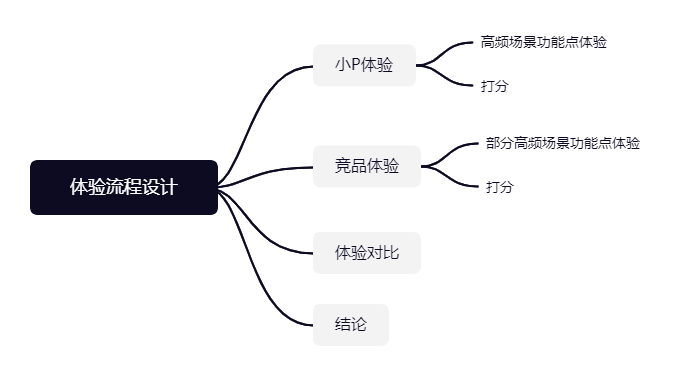 体验流程设计
小P体验
高频场景功能点体验
打分
竞品体验
部分高频场景功能点体验
打分
体验对比
结论